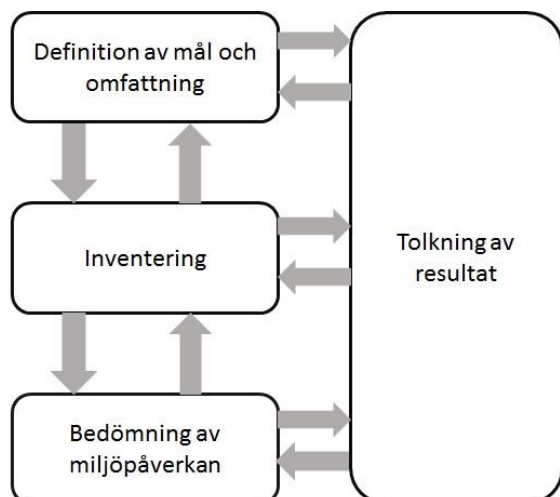 Definition av mål och
omfattning
Inventering
Bedömning av
miljöpåverkan
Tolkning av
resultat